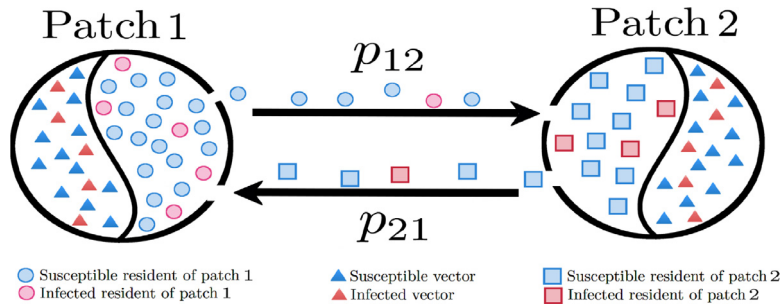 Patch 1
Patch 2
p12
p21
Susceptible resident of patch 1
Infected resident of patch 1
Susceptible vector
Infected vector
Susceptible resident of patch 2
Infected resident of patch 2